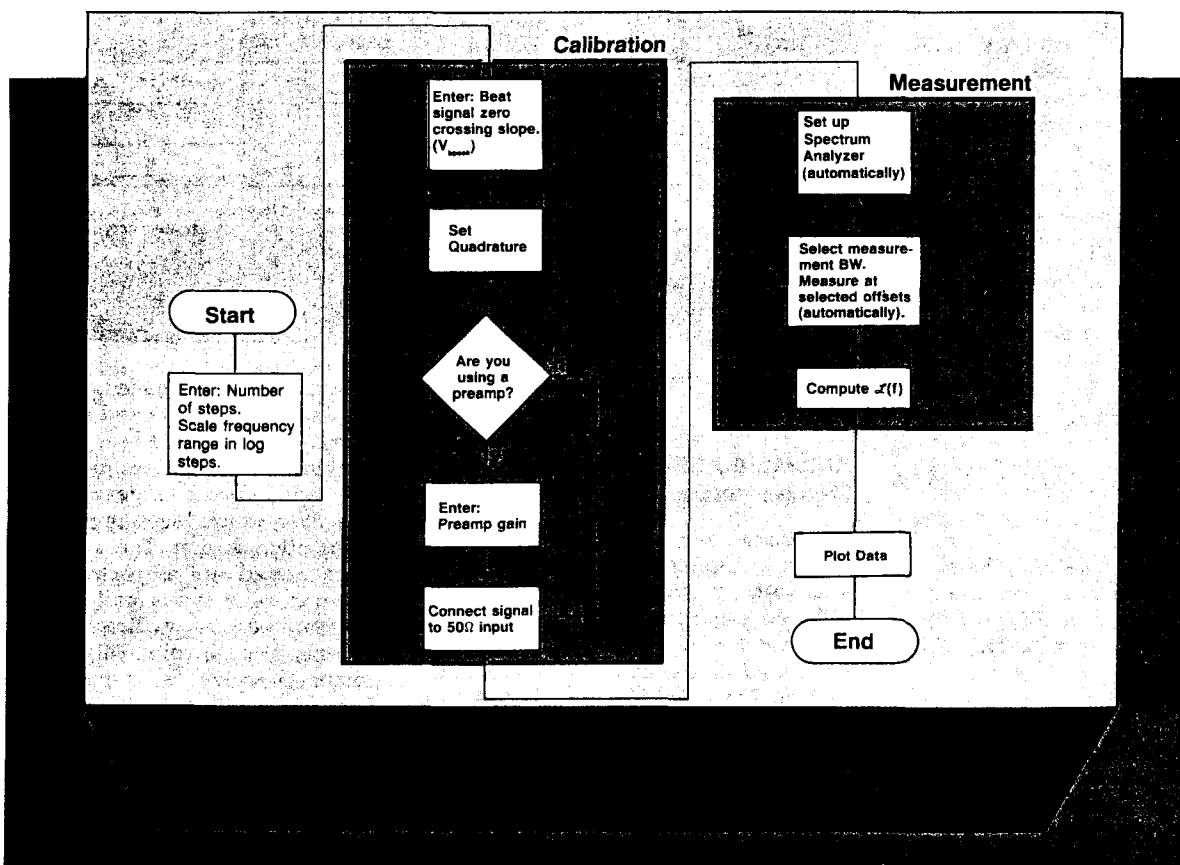 Start
Enter: Number
of steps.
Scale frequency
range in log
steps.
Calibration
Enter: Beat
signal zero
crossing slope.
Set
Quadrature
Are you
using a
preamp?
Enter:
Preamp gain
Connect signal
to 50Ω input
Measurement
Set up
Spectrum
Analyzer
(automatically)
Select measure-
ment BW.
Measure at
selected offsets
(automatically).
Compute ℒ(f)
Plot Data
End